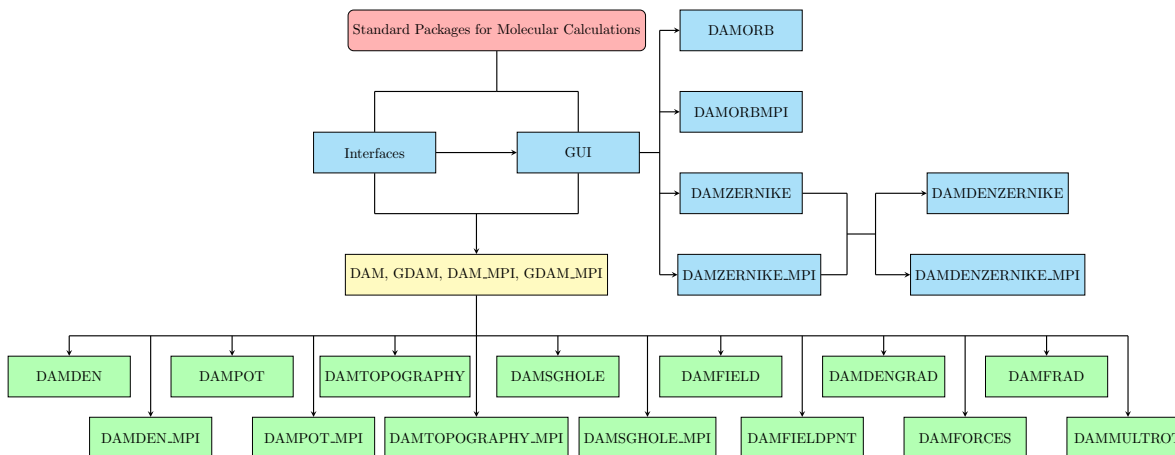 Standard Packages for Molecular Calculations
DAMORB
DAMORBMPI
Interfaces
GUI
DAMZERNIKE
DAMDENZERNIKE
DAM, GDAM, DAM_MPI, GDAM_MPI
DAMZERNIKE_MPI
DAMDENZERNIKE_MPI
DAMDEN
DAMPOT
DAMTOPOGRAPHY
DAMSGHOLE
DAMFIELD
DAMDENGRAD
DAMFRAD
DAMDEN_MPI
DAMPOT_MPI
DAMTOPOGRAPHY_MPI
DAMSGHOLE_MPI
DAMFIELDPNT
DAMFORCES
DAMMULTROT